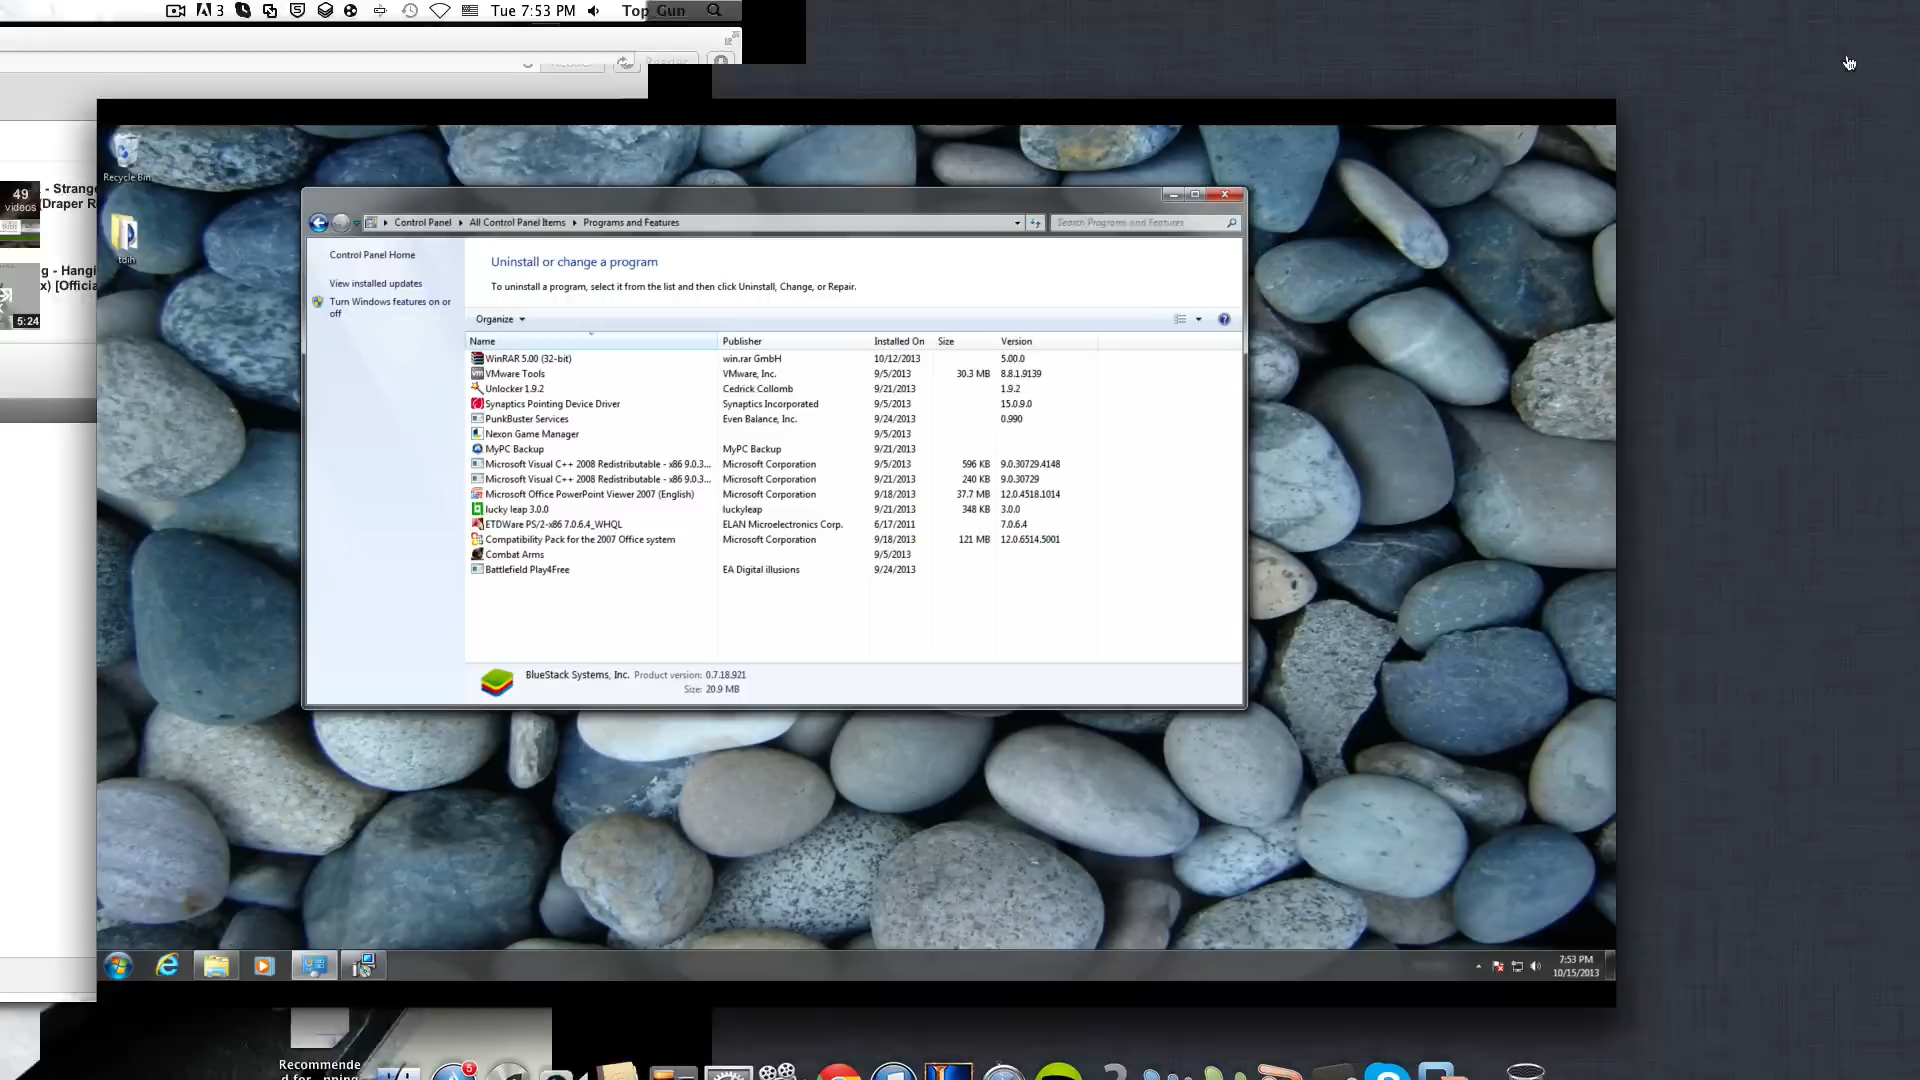 3
Tue 7:53 PM
Top Gun
Reader
Recycle Bin
49
videos
- Strang
(Draper R
tdih
g - Hangi
x) [Officia
5:24
Control Panel
All Control Panel Items
Programs and Features
Search Programs and Features
Control Panel Home
View installed updates
Turn Windows features on or
off
Uninstall or change a program
To uninstall a program, select it from the list and then click Uninstall, Change, or Repair.
Organize
Name Publisher Installed On Size Version
WinRAR 5.00 (32-bit) win.rar GmbH 10/12/2013 5.00.0
VMware Tools VMware, Inc. 9/5/2013 30.3 MB 8.8.1.9139
Unlocker 1.9.2 Cedrick Collomb 9/21/2013 1.9.2
Synaptics Pointing Device Driver Synaptics Incorporated 9/5/2013 15.0.9.0
PunkBuster Services Even Balance, Inc. 9/24/2013 0.990
Nexon Game Manager 9/5/2013
MyPC Backup MyPC Backup 9/21/2013
Microsoft Visual C++ 2008 Redistributable - x86 9.0.3... Microsoft Corporation 9/5/2013 596 KB 9.0.30729.4148
Microsoft Visual C++ 2008 Redistributable - x86 9.0.3... Microsoft Corporation 9/21/2013 240 KB 9.0.30729
Microsoft Office PowerPoint Viewer 2007 (English) Microsoft Corporation 9/18/2013 37.7 MB 12.0.4518.1014
lucky leap 3.0.0 luckyleap 9/21/2013 348 KB 3.0.0
ETDWare PS/2-x86 7.0.6.4_WHQL ELAN Microelectronics Corp. 6/17/2011 7.0.6.4
Compatibility Pack for the 2007 Office system Microsoft Corporation 9/18/2013 121 MB 12.0.6514.5001
Combat Arms 9/5/2013
Battlefield Play4Free EA Digital illusions 9/24/2013
BlueStack Systems, Inc. Product version: 0.7.18.921
Size: 20.9 MB
7:53 PM
10/15/2013
Recommende
5